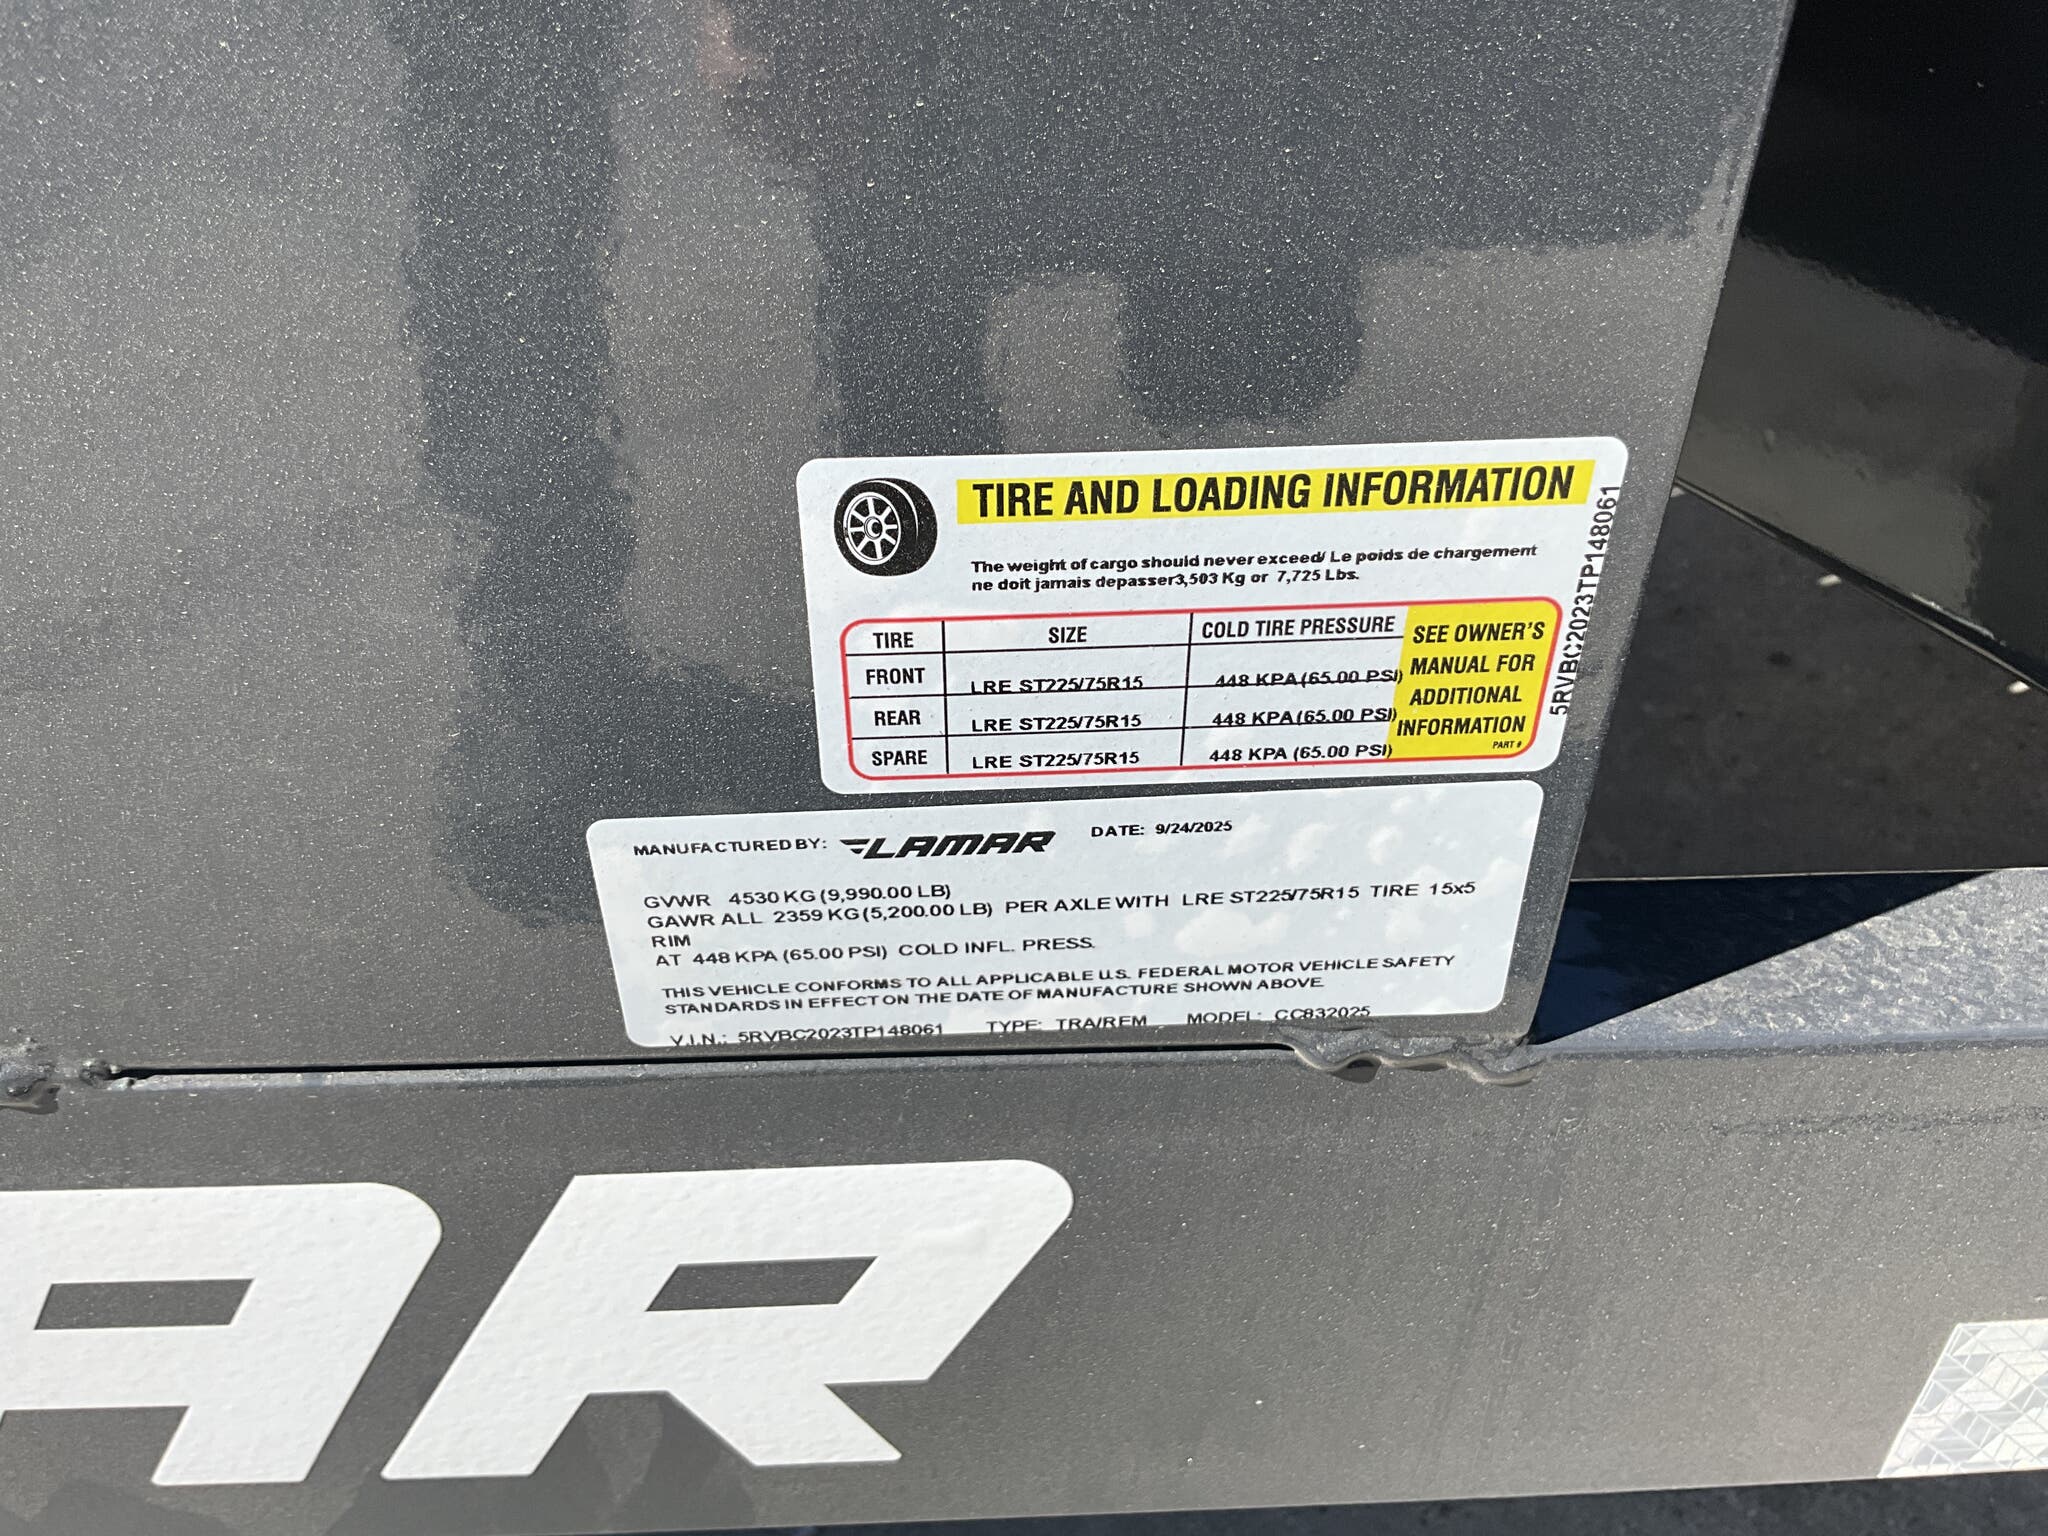 TIRE AND LOADING INFORMATION
The weight of cargo should never exceed/ Le poids de chargement
ne doit jamais depasser3,503 Kg or 7,725 Lbs.
TIRE SIZE COLD TIRE PRESSURE
FRONT LRE ST225/75R15 448 KPA(65.00 PSI)
REAR LRE ST225/75R15 448 KPA(65.00 PSI)
SPARE LRE ST225/75R15 448 KPA (65.00 PSI)
SEE OWNER'S
MANUAL FOR
ADDITIONAL
INFORMATION
PART #
5RVBC2023TP148061
MANUFACTURED BY: LAMAR DATE: 9/24/2025
GVWR 4530 KG (9,990.00 LB)
GAWR ALL 2359 KG (5,200.00 LB) PER AXLE WITH LRE ST225/75R15 TIRE 15x5
RIM
AT 448 KPA (65.00 PSI) COLD INFL. PRESS.
THIS VEHICLE CONFORMS TO ALL APPLICABLE U.S. FEDERAL MOTOR VEHICLE SAFETY
STANDARDS IN EFFECT ON THE DATE OF MANUFACTURE SHOWN ABOVE.
V.I.N.: 5RVBC2023TP148061 TYPE: TRA/REM MODEL: CC832025
AR